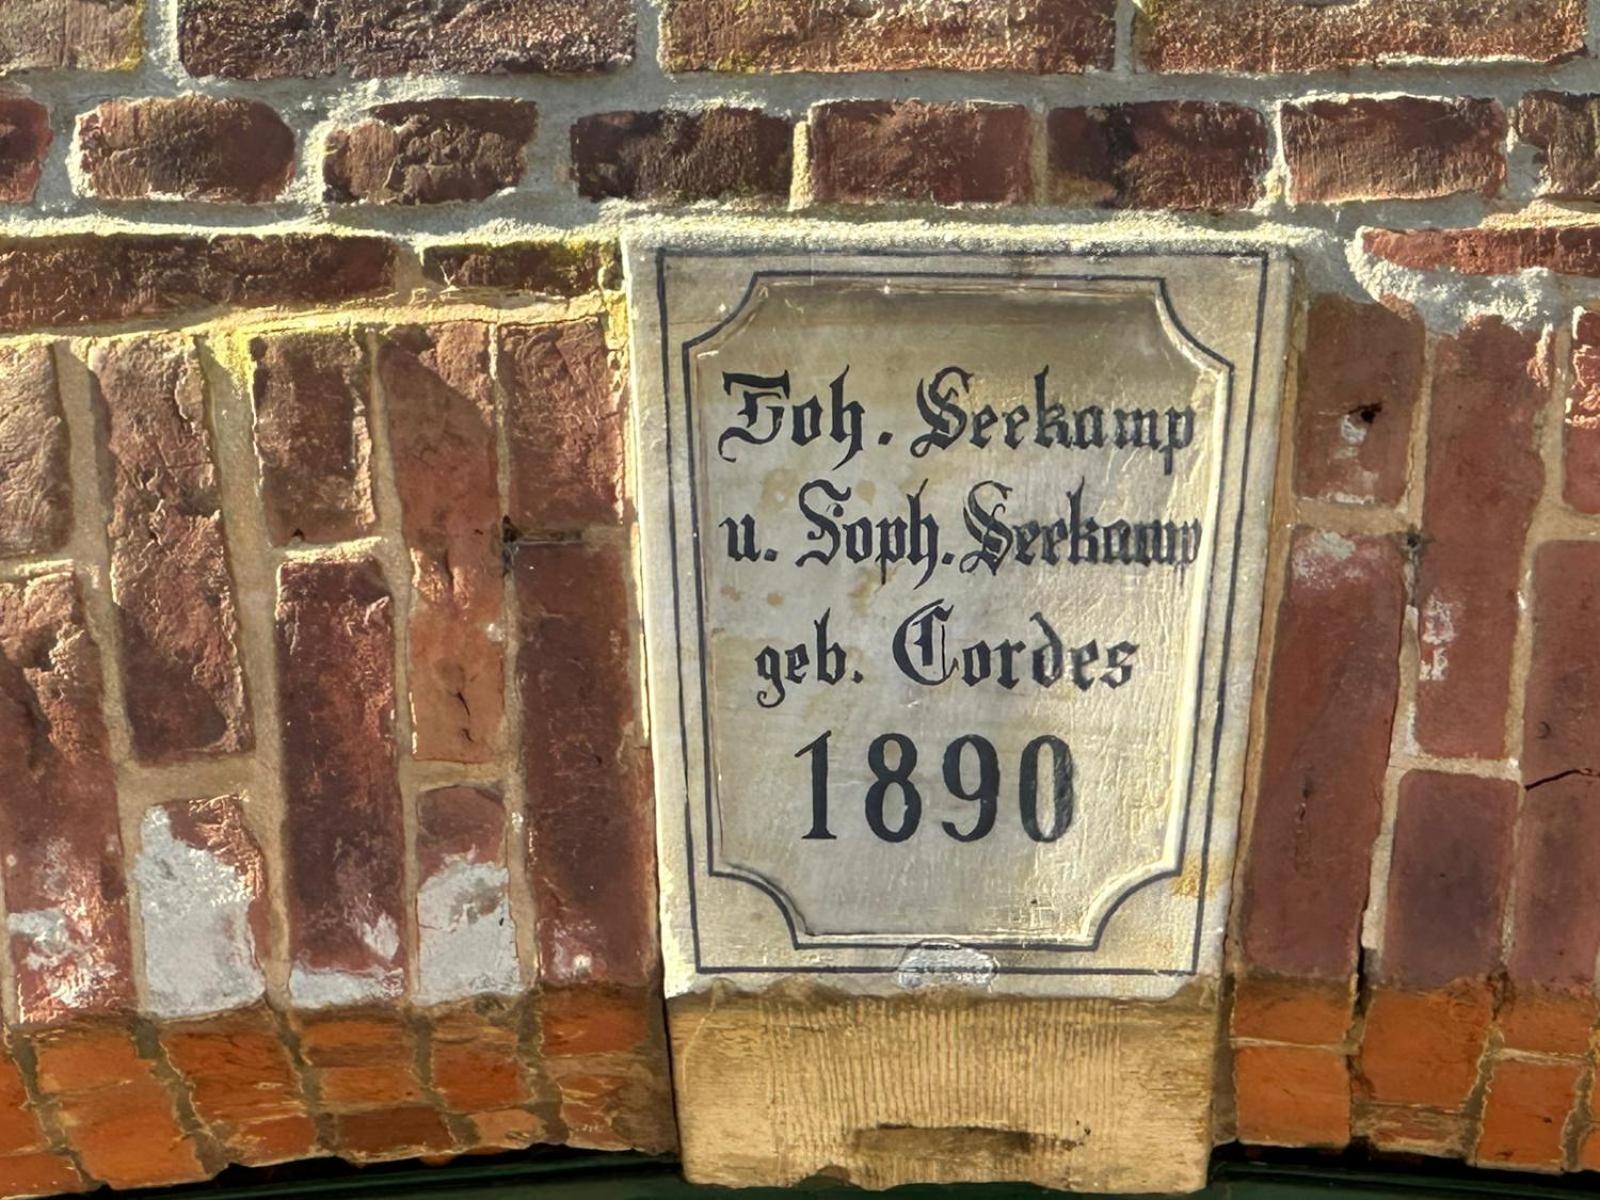 Joh. Seekamp
u. Soph. Seekamp
geb. Cordes
1890